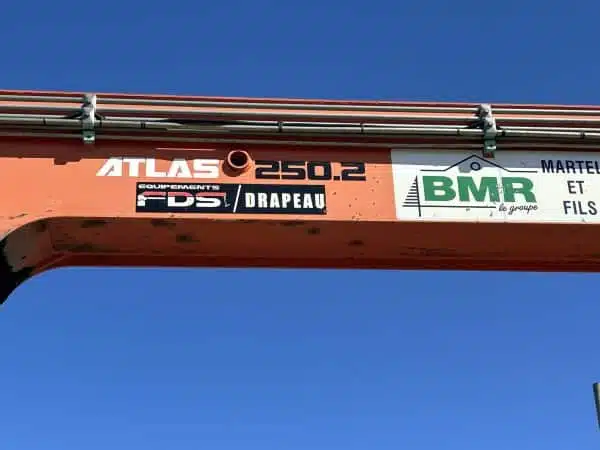 ATLAS 250.2
EQUIPEMENTS
FDS / DRAPEAU
BMR
le groupe
MARTEL
ET
FILS